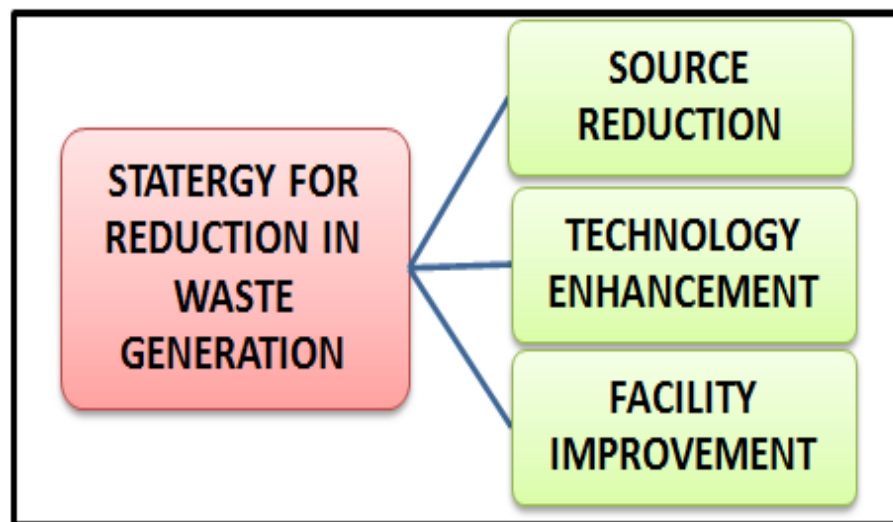 STATERGY FOR
REDUCTION IN
WASTE
GENERATION
SOURCE
REDUCTION
TECHNOLOGY
ENHANCEMENT
FACILITY
IMPROVEMENT